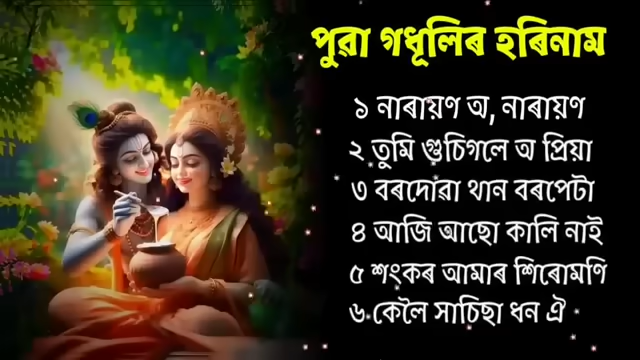 পুৱা গধূলিৰ হৰিনাম
১ নাৰায়ণ অ, নাৰায়ণ
২ তুমি গুচিগলে অ প্ৰিয়া
৩ বৰদোৱা থান বৰপেটা
৪ আজি আছো কালি নাই
৫ শংকৰ আমাৰ শিৰোমণি
৬ কেলৈ সাচিছা ধন ঐ